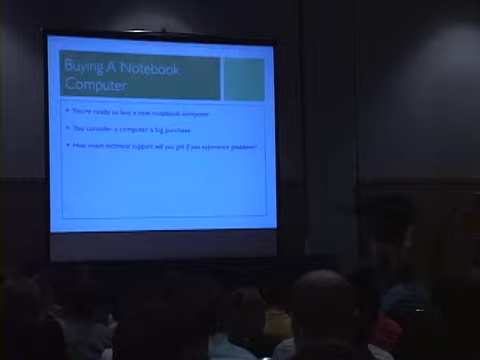 Buying A Notebook
Computer
You're ready to buy a new notebook computer
You consider a computer a big purchase
How much technical support will you get if you experience problems?